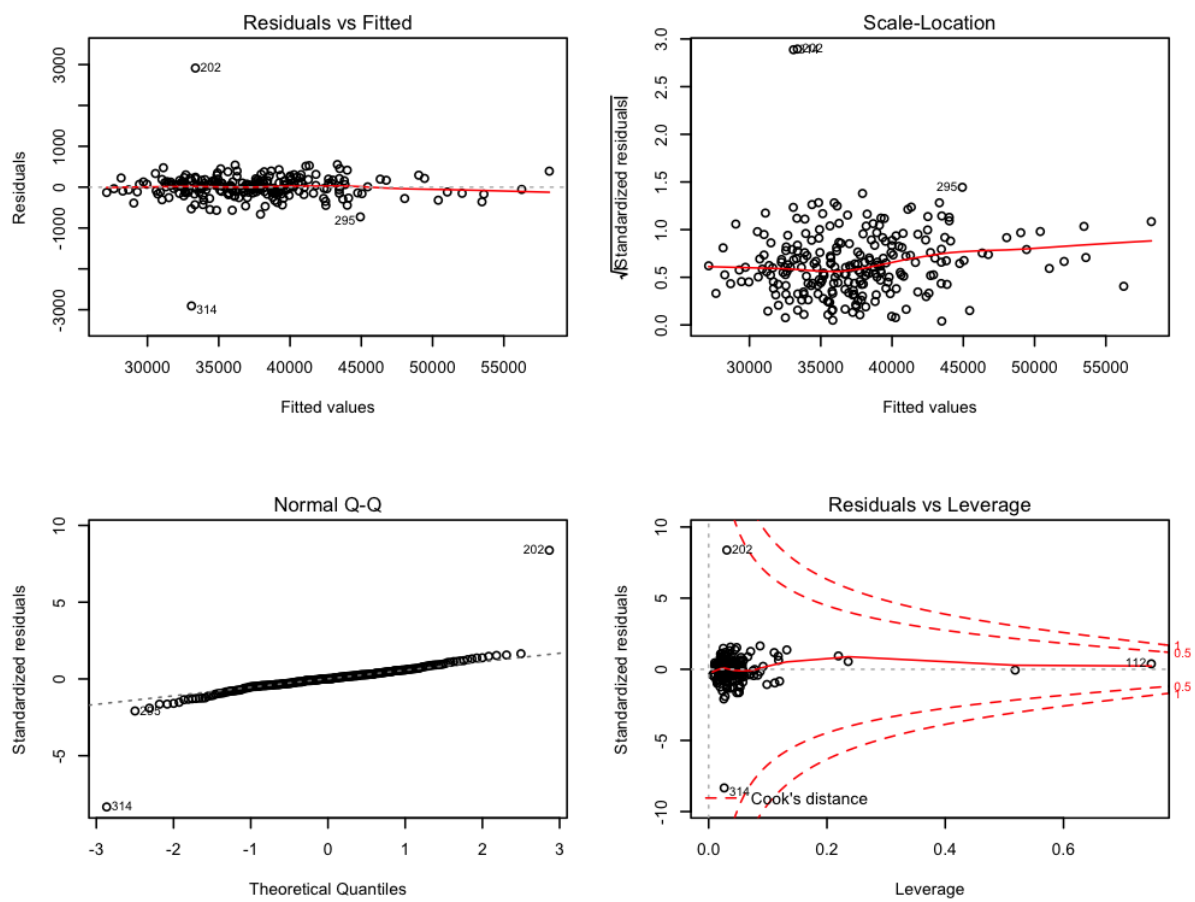 Residuals vs Fitted
3000
1000
0
-1000
-3000
Residuals
202
295
314
30000 35000 40000 45000 50000 55000
Fitted values
Scale-Location
3.0
2.5
2.0
1.5
1.0
0.5
0.0
√|Standardized residuals|
202
295
30000 35000 40000 45000 50000 55000
Fitted values
Normal Q-Q
10
5
0
-5
Standardized residuals
202
295
314
-3 -2 -1 0 1 2 3
Theoretical Quantiles
Residuals vs Leverage
10
5
0
-5
-10
Standardized residuals
202
1
0.5
112
0.5
1
314
Cook's distance
0.0 0.2 0.4 0.6
Leverage